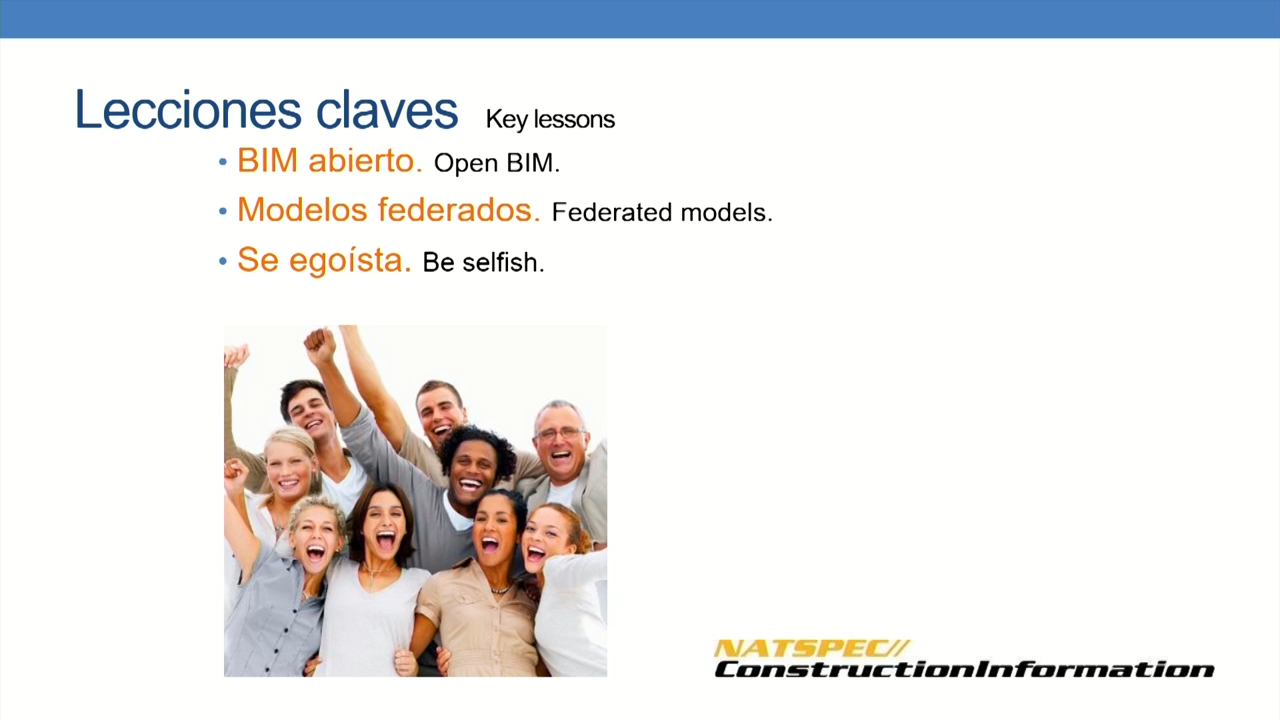 Lecciones claves Key lessons
• BIM abierto. Open BIM.
• Modelos federados. Federated models.
• Se egoísta. Be selfish.
NATSPEC//
ConstructionInformation